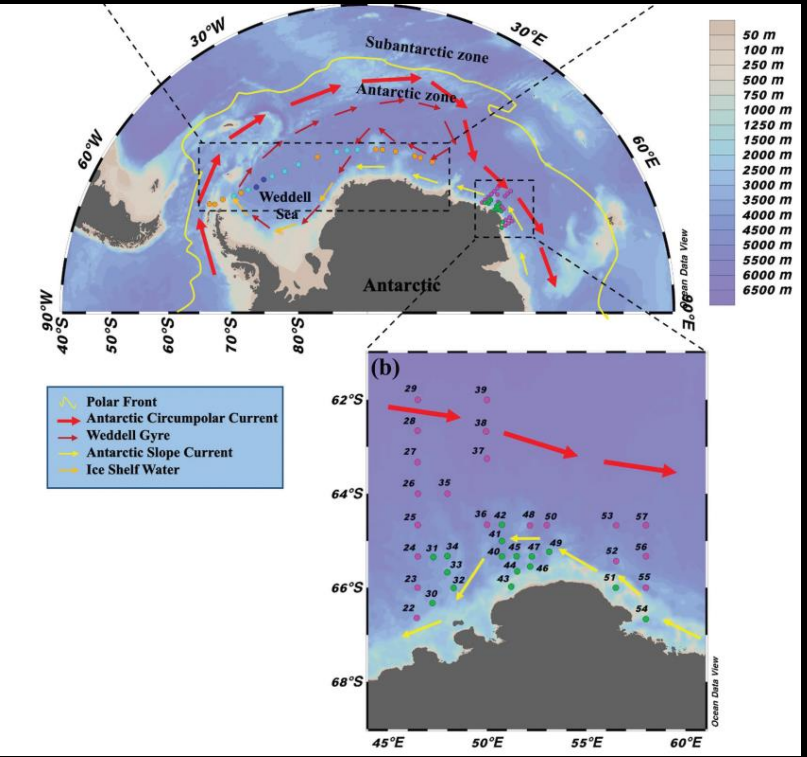 30°W
30°E
60°W
60°E
90°W
90°E
40°S
50°S
60°S
70°S
80°S
Subantarctic zone
Antarctic zone
Weddell
Sea
Antarctic
Ocean Data View
50 m
100 m
250 m
500 m
750 m
1000 m
1250 m
1500 m
2000 m
2500 m
3000 m
3500 m
4000 m
4500 m
5000 m
5500 m
6000 m
6500 m
Polar Front
Antarctic Circumpolar Current
Weddell Gyre
Antarctic Slope Current
Ice Shelf Water
(b)
62°S
64°S
66°S
68°S
29
39
28
38
27
37
26
35
25
36
42
48
50
53
57
41
24
31
34
40
45
47
49
52
56
33
44
46
23
32
43
51
55
30
22
54
45°E
50°E
55°E
60°E
Ocean Data View